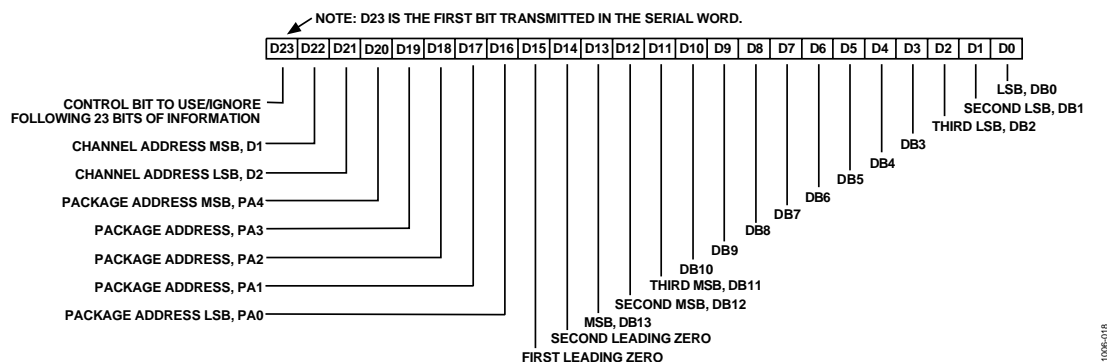 NOTE: D23 IS THE FIRST BIT TRANSMITTED IN THE SERIAL WORD.
D23 D22 D21 D20 D19 D18 D17 D16 D15 D14 D13 D12 D11 D10 D9 D8 D7 D6 D5 D4 D3 D2 D1 D0
LSB, DB0
CONTROL BIT TO USE/IGNORE
FOLLOWING 23 BITS OF INFORMATION
SECOND LSB, DB1
THIRD LSB, DB2
CHANNEL ADDRESS MSB, D1
DB3
DB4
CHANNEL ADDRESS LSB, D2
DB5
DB6
PACKAGE ADDRESS MSB, PA4
DB7
DB8
PACKAGE ADDRESS, PA3
DB9
PACKAGE ADDRESS, PA2
DB10
PACKAGE ADDRESS, PA1
THIRD MSB, DB11
SECOND MSB, DB12
PACKAGE ADDRESS LSB, PA0
MSB, DB13
SECOND LEADING ZERO
FIRST LEADING ZERO